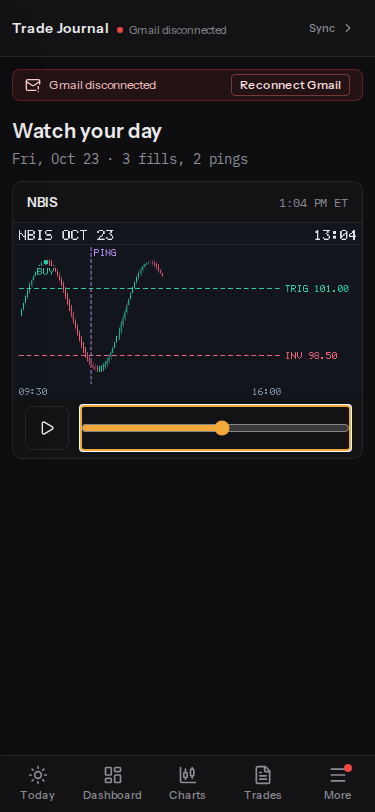 Trade Journal Gmail disconnected Sync
Gmail disconnected Reconnect Gmail
Watch your day
Fri, Oct 23 · 3 fills, 2 pings
NBIS 1:04 PM ET
NBIS OCT 23 13:04
PING
BUY
TRIG 101.00
INV 98.50
09:30 16:00
Today Dashboard Charts Trades More